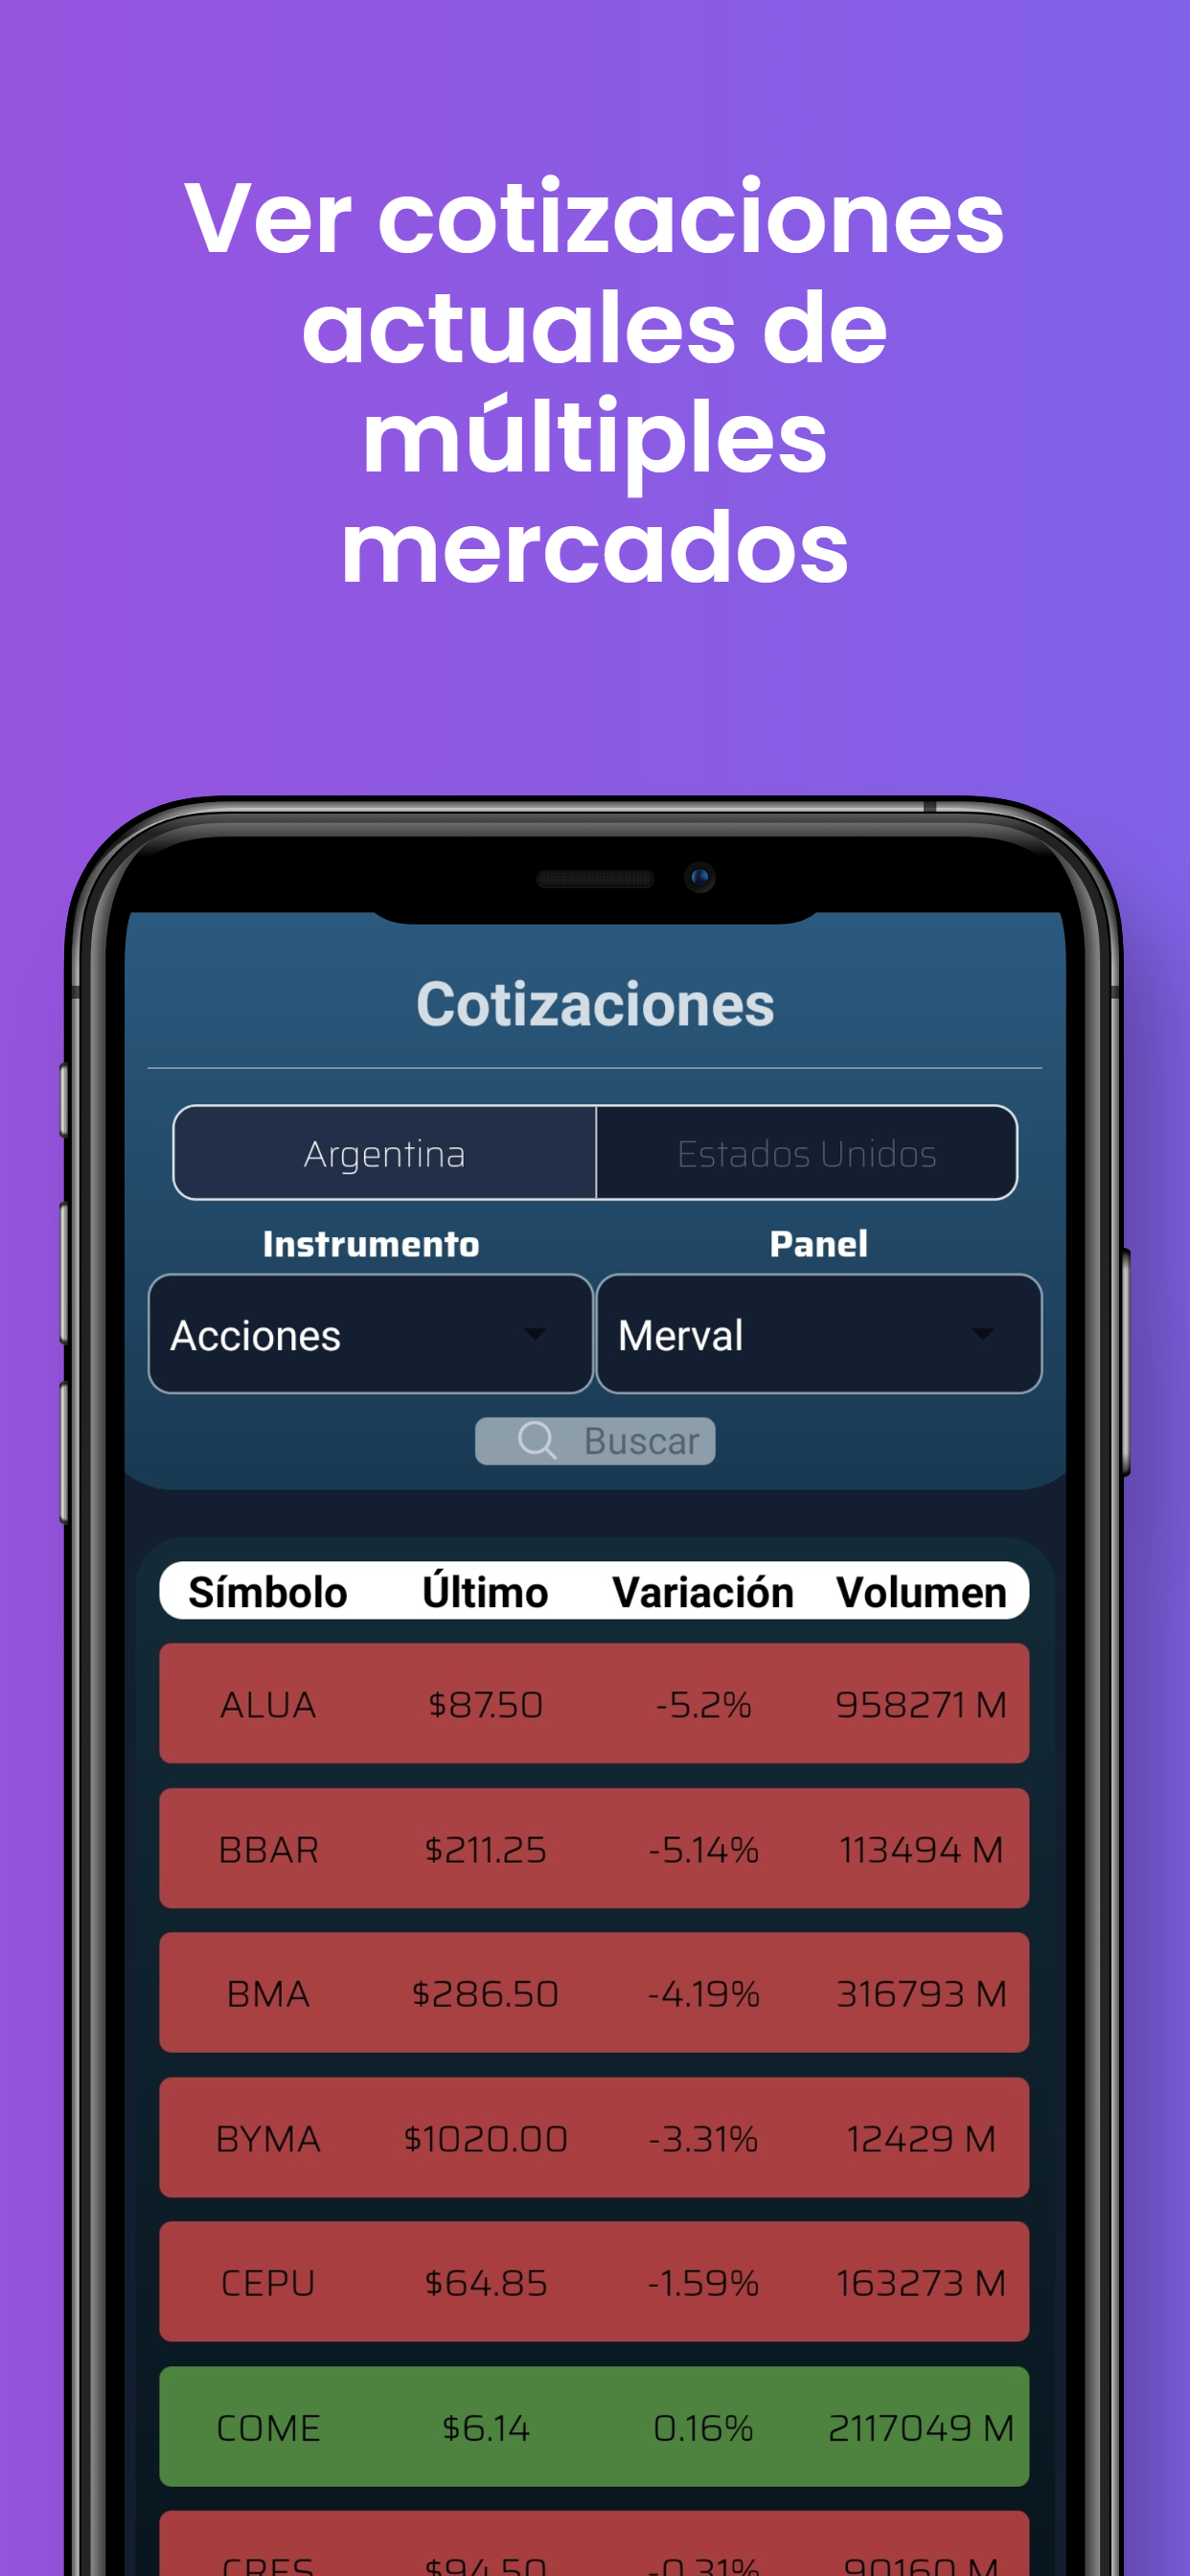 Ver cotizaciones
actuales de
múltiples
mercados
Cotizaciones
Argentina Estados Unidos
Instrumento Panel
Acciones Merval
Buscar
Símbolo Último Variación Volumen
ALUA $87.50 -5.2% 958271 M
BBAR $211.25 -5.14% 113494 M
BMA $286.50 -4.19% 316793 M
BYMA $1020.00 -3.31% 12429 M
CEPU $64.85 -1.59% 163273 M
COME $6.14 0.16% 2117049 M
CRES $94.50 -0.31% 90160 M